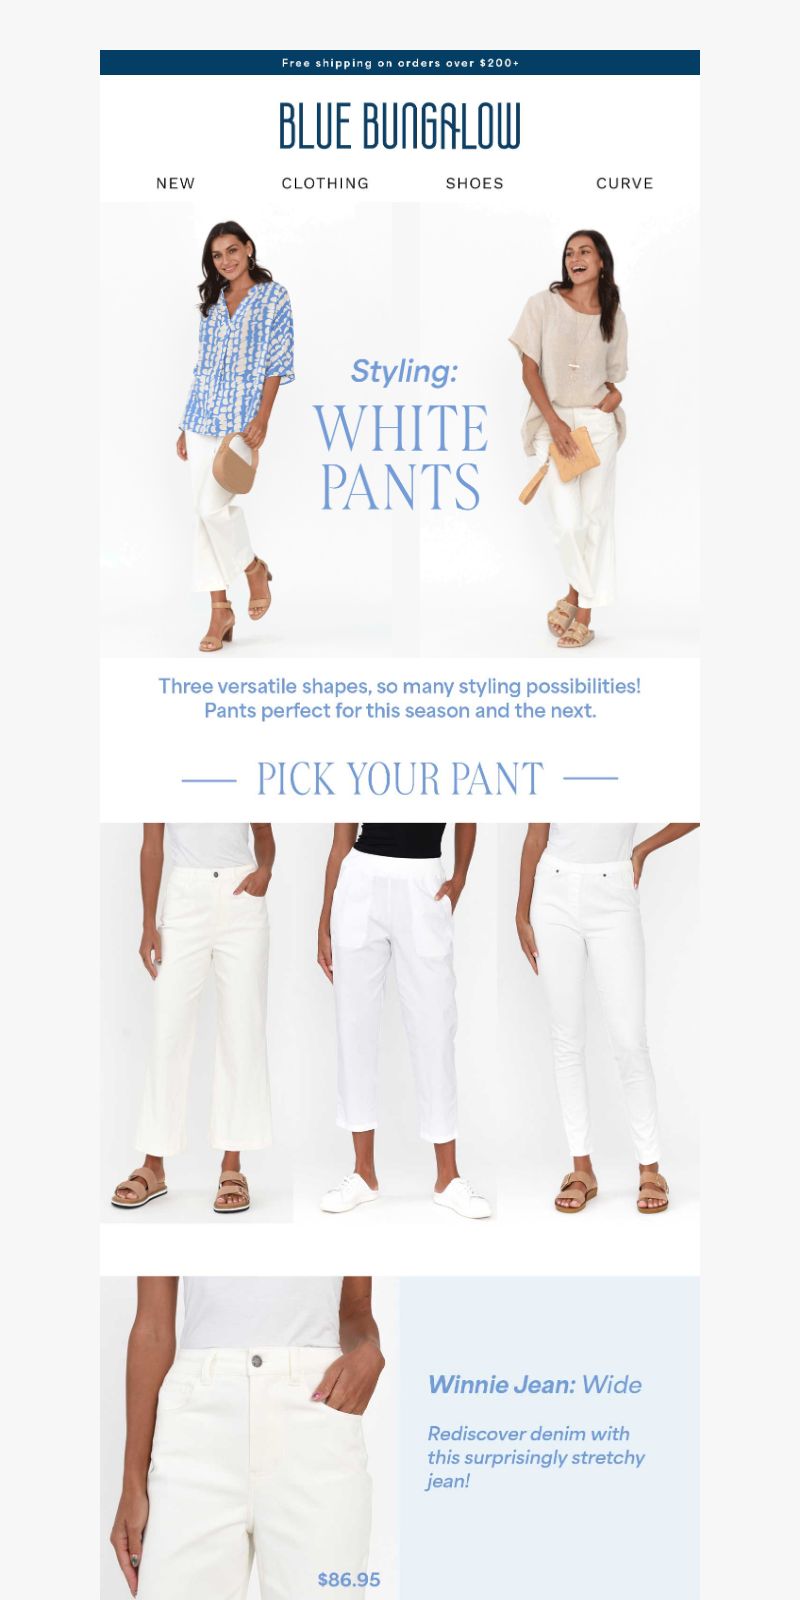 Free shipping on orders over $200+
BLUE BUNGALOW
NEW CLOTHING SHOES CURVE
Styling:
WHITE
PANTS
Three versatile shapes, so many styling possibilities!
Pants perfect for this season and the next.
PICK YOUR PANT
Winnie Jean: Wide
Rediscover denim with
this surprisingly stretchy
jean!
$86.95